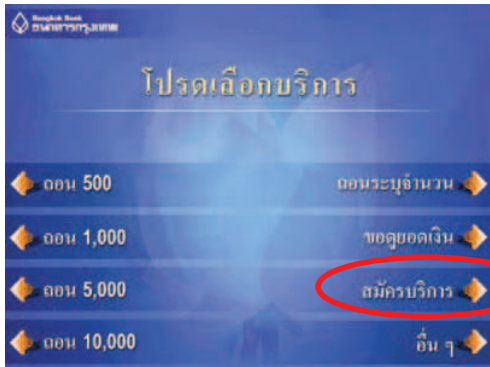 Bangkok Bank
ธนาคารกรุงเทพ
โปรดเลือกบริการ
ถอน 500
ถอนระบุจำนวน
ถอน 1,000
ขอดูยอดเงิน
ถอน 5,000
สมัครบริการ
ถอน 10,000
อื่น ๆ